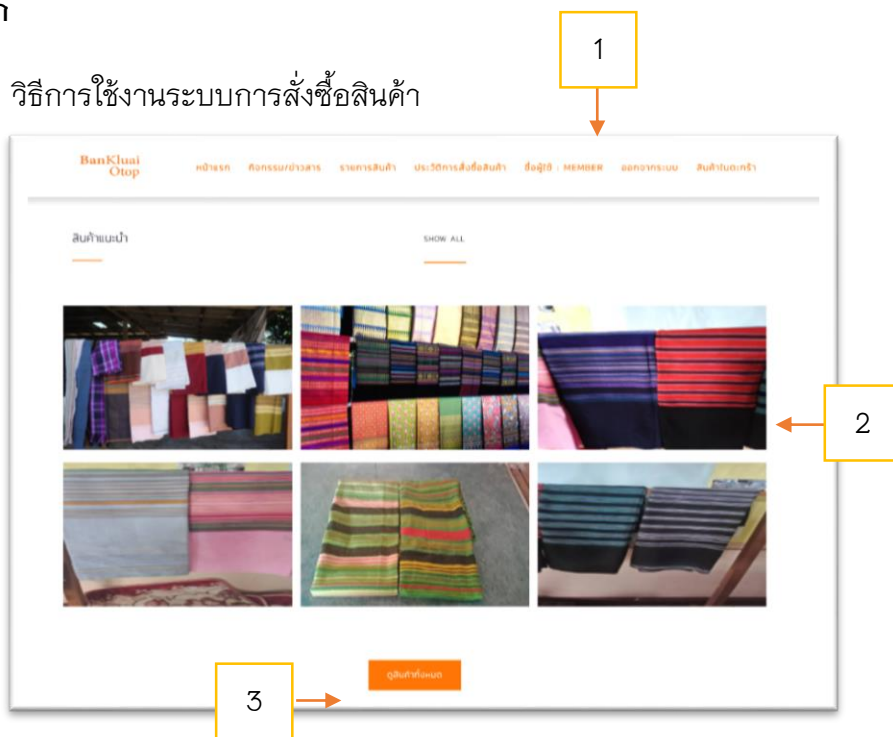 1
วิธีการใช้งานระบบการสั่งซื้อสินค้า
BanKluai
Otop
หน้าแรก กิจกรรม/ข่าวสาร รายการสินค้า ประวัติการสั่งซื้อสินค้า ชื่อผู้ใช้ : MEMBER ออกจากระบบ สินค้าในตะกร้า
สินค้าแนะนำ SHOW ALL
2
ดูสินค้าทั้งหมด
3